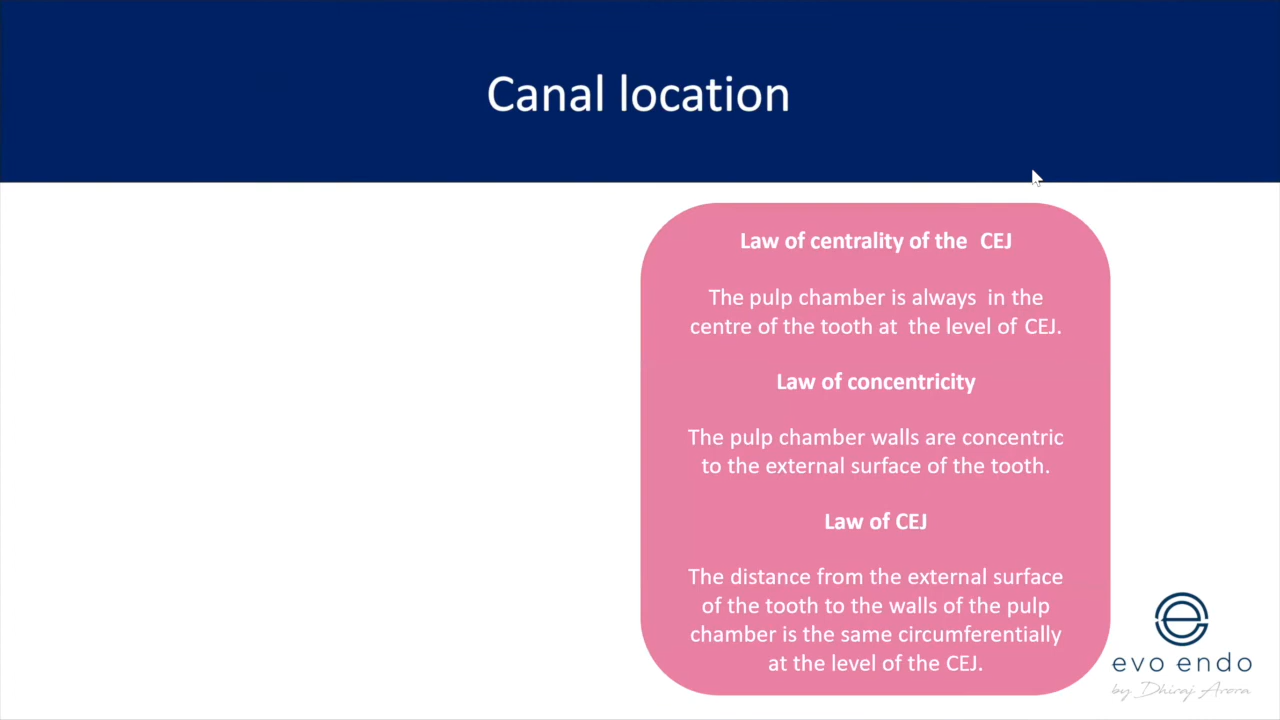 Canal location
Law of centrality of the CEJ
The pulp chamber is always in the
centre of the tooth at the level of CEJ.
Law of concentricity
The pulp chamber walls are concentric
to the external surface of the tooth.
Law of CEJ
The distance from the external surface
of the tooth to the walls of the pulp
chamber is the same circumferentially
at the level of the CEJ.
evo endo
by Dhiraj Arora